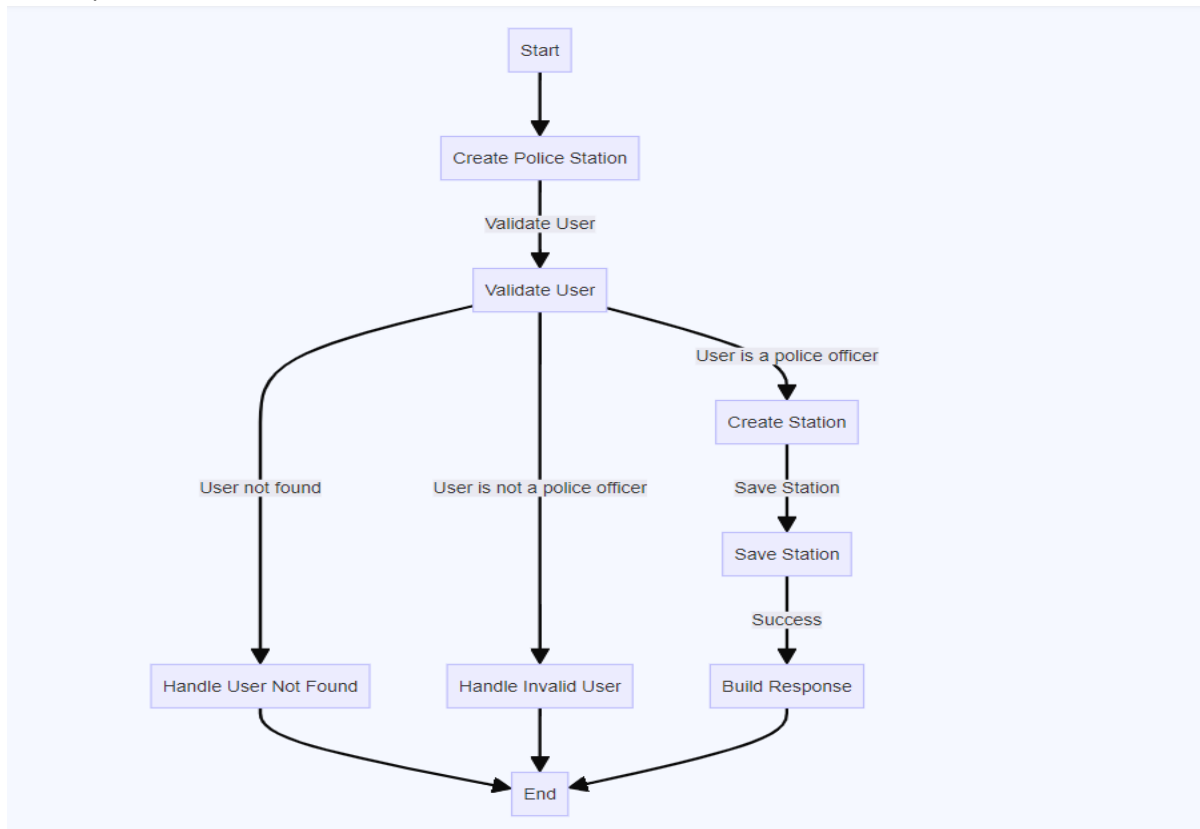 Start
Create Police Station
Validate User
Validate User
User is a police officer
Create Station
User not found
User is not a police officer
Save Station
Save Station
Success
Handle User Not Found
Handle Invalid User
Build Response
End